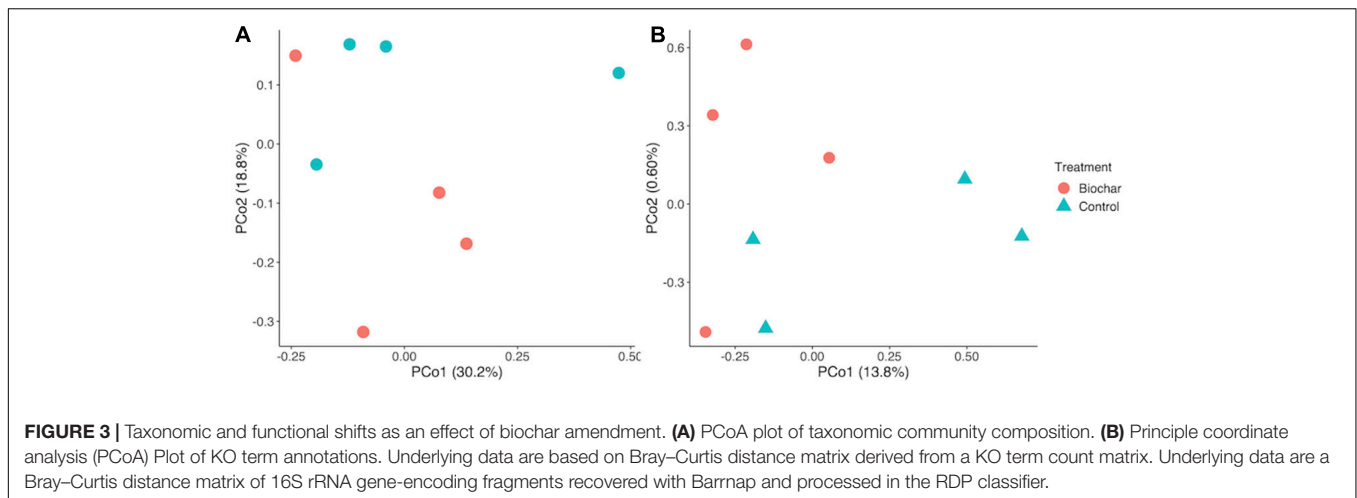 A
0.1
0.0
-0.1
-0.2
-0.3
PCo2 (18.8%)
-0.25
0.00
0.25
0.50
PCo1 (30.2%)
B
0.6
0.3
0.0
-0.3
PCo2 (0.60%)
-0.25
0.00
0.25
0.50
PCo1 (13.8%)
Treatment
Biochar
Control
FIGURE 3 | Taxonomic and functional shifts as an effect of biochar amendment. (A) PCoA plot of taxonomic community composition. (B) Principle coordinate
analysis (PCoA) Plot of KO term annotations. Underlying data are based on Bray–Curtis distance matrix derived from a KO term count matrix. Underlying data are a
Bray–Curtis distance matrix of 16S rRNA gene-encoding fragments recovered with Barrnap and processed in the RDP classifier.